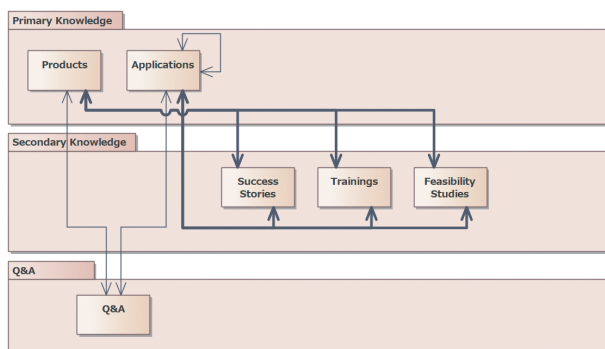 Primary Knowledge
Products
Applications
Secondary Knowledge
Success
Stories
Trainings
Feasibility
Studies
Q&A
Q&A